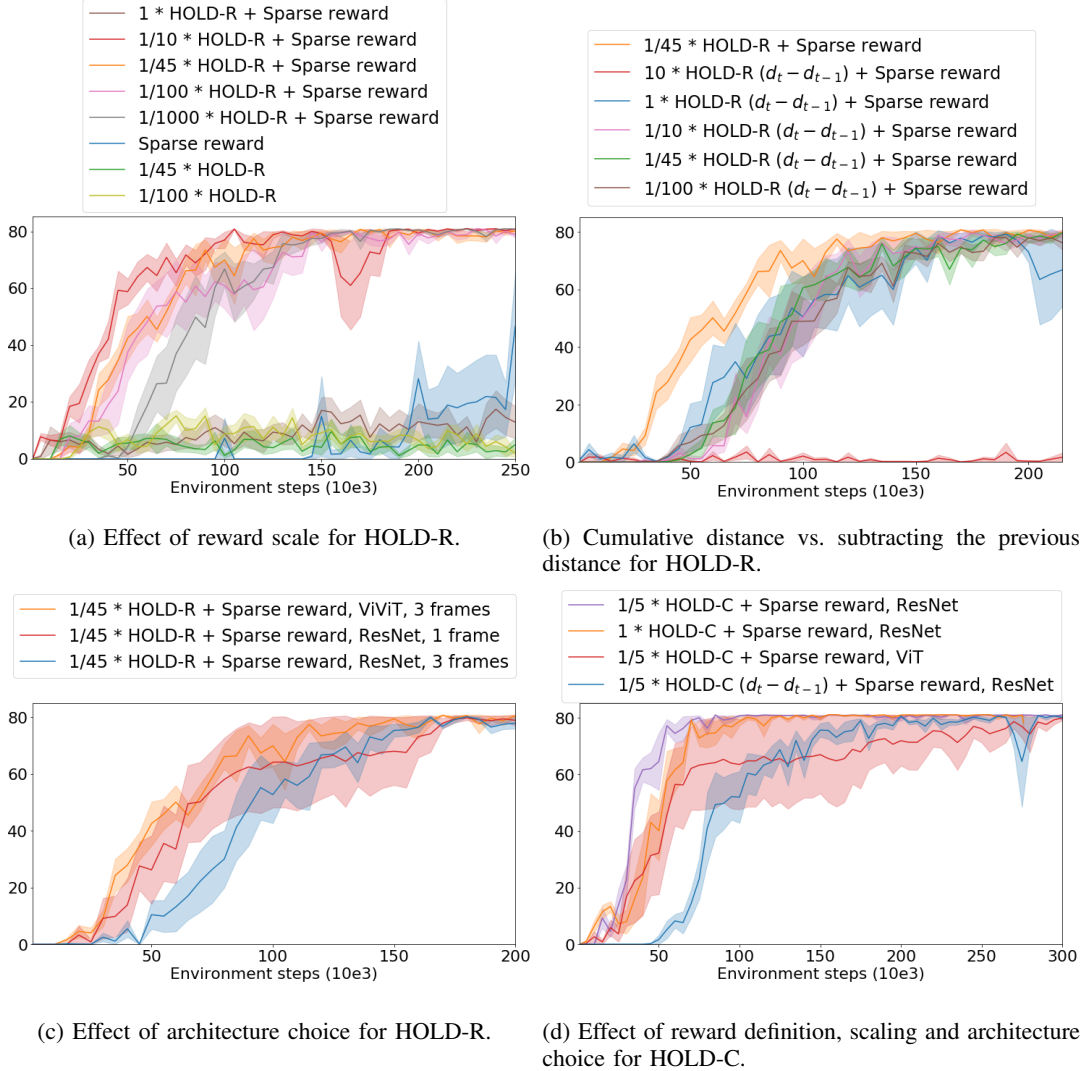 1 * HOLD-R + Sparse reward
1/10 * HOLD-R + Sparse reward
1/45 * HOLD-R + Sparse reward
1/100 * HOLD-R + Sparse reward
1/1000 * HOLD-R + Sparse reward
Sparse reward
1/45 * HOLD-R
1/100 * HOLD-R
80
60
40
20
0
50 100 150 200 250
Environment steps (10e3)
(a) Effect of reward scale for HOLD-R.
1/45 * HOLD-R + Sparse reward
10 * HOLD-R (d_t − d_{t−1}) + Sparse reward
1 * HOLD-R (d_t − d_{t−1}) + Sparse reward
1/10 * HOLD-R (d_t − d_{t−1}) + Sparse reward
1/45 * HOLD-R (d_t − d_{t−1}) + Sparse reward
1/100 * HOLD-R (d_t − d_{t−1}) + Sparse reward
80
60
40
20
0
50 100 150 200
Environment steps (10e3)
(b) Cumulative distance vs. subtracting the previous
distance for HOLD-R.
1/45 * HOLD-R + Sparse reward, ViViT, 3 frames
1/45 * HOLD-R + Sparse reward, ResNet, 1 frame
1/45 * HOLD-R + Sparse reward, ResNet, 3 frames
80
60
40
20
0
50 100 150 200
Environment steps (10e3)
(c) Effect of architecture choice for HOLD-R.
1/5 * HOLD-C + Sparse reward, ResNet
1 * HOLD-C + Sparse reward, ResNet
1/5 * HOLD-C + Sparse reward, ViT
1/5 * HOLD-C (d_t − d_{t−1}) + Sparse reward, ResNet
80
60
40
20
0
50 100 150 200 250 300
Environment steps (10e3)
(d) Effect of reward definition, scaling and architecture
choice for HOLD-C.